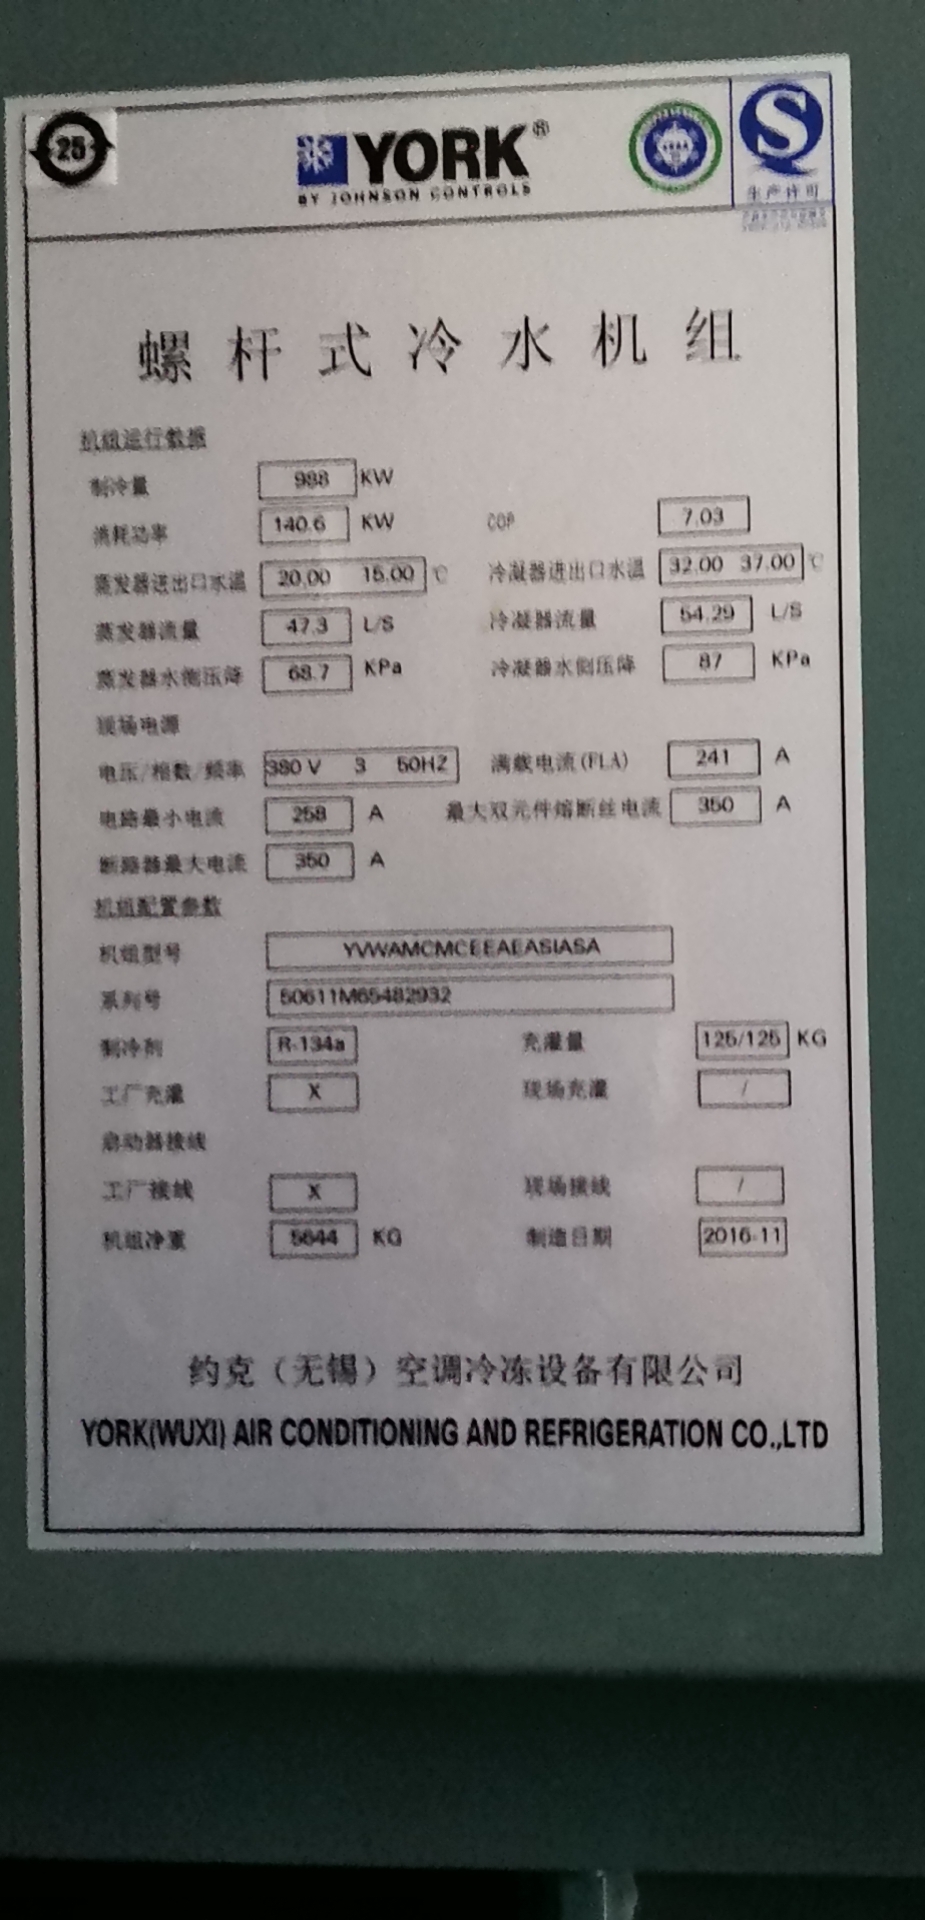 25
YORK®
BY JOHNSON CONTROLS
生产许可
螺杆式冷水机组
机组运行数据
制冷量 988 KW
消耗功率 140.6 KW COP 7.03
蒸发器进出口水温 20.00 15.00 ℃ 冷凝器进出口水温 32.00 37.00 ℃
蒸发器流量 47.3 L/S 冷凝器流量 54.29 L/S
蒸发器水侧压降 68.7 KPa 冷凝器水侧压降 87 KPa
现场电源
电压/相数/频率 380 V 3 50HZ 满载电流(FLA) 241 A
电路最小电流 258 A 最大双元件熔断丝电流 350 A
断路器最大电流 350 A
机组配置参数
机组型号 YVWAMCMCEEAEASIASA
系列号 50611M65482932
制冷剂 R-134a 充灌量 125/125 KG
工厂充灌 X 现场充灌 /
启动器接线
工厂接线 X 现场接线 /
机组净重 5644 KG 制造日期 2016-11
约克（无锡）空调冷冻设备有限公司
YORK(WUXI) AIR CONDITIONING AND REFRIGERATION CO.,LTD